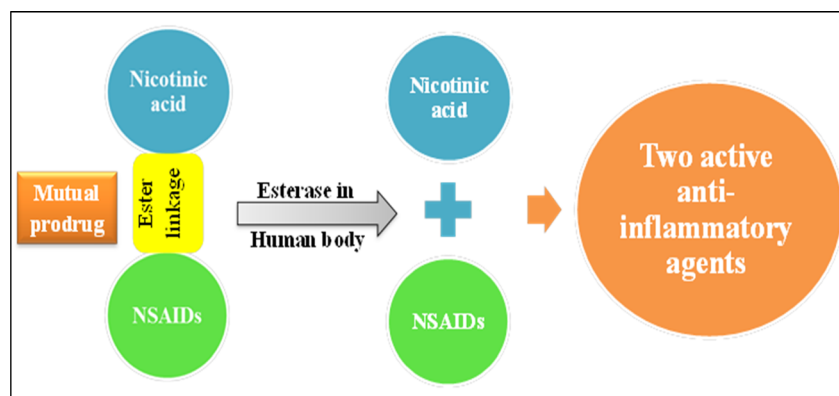 Nicotinic
acid
Mutual
prodrug
Ester
linkage
NSAIDs
Esterase in
Human body
Nicotinic
acid
NSAIDs
Two active
anti-
inflammatory
agents